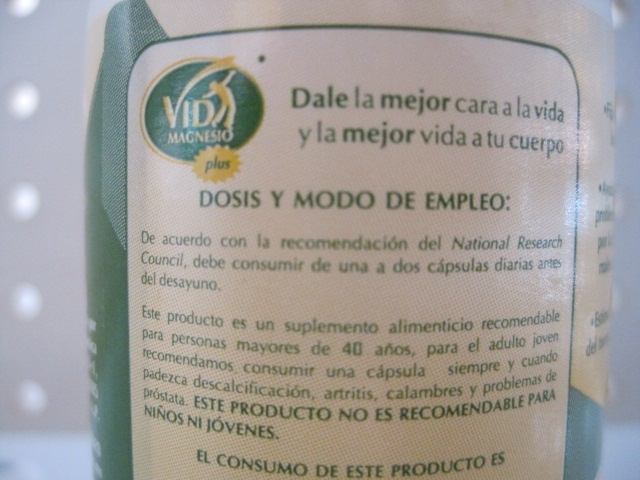 VIDA
MAGNESIO
plus
Dale la mejor cara a la vida
y la mejor vida a tu cuerpo
DOSIS Y MODO DE EMPLEO:
De acuerdo con la recomendación del National Research
Council, debe consumir de una a dos cápsulas diarias antes
del desayuno.
Este producto es un suplemento alimenticio recomendable
para personas mayores de 40 años, para el adulto joven
recomendamos consumir una cápsula siempre y cuando
padezca descalcificación, artritis, calambres y problemas de
próstata. ESTE PRODUCTO NO ES RECOMENDABLE PARA
NIÑOS NI JÓVENES.
EL CONSUMO DE ESTE PRODUCTO ES